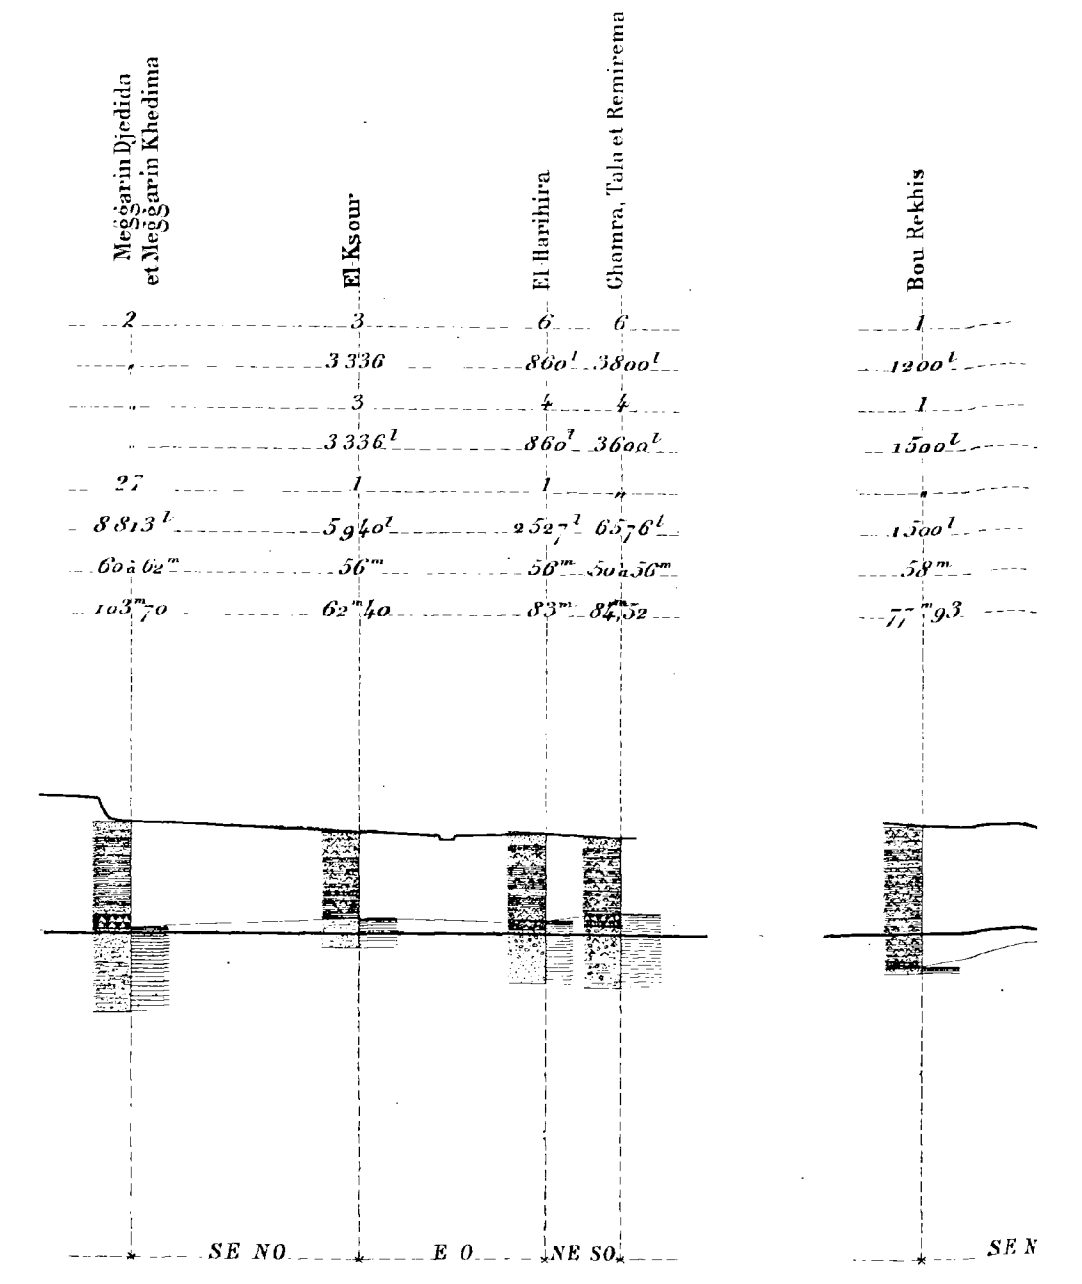 Meggarin Djedida
et Meggarin Khedima
El-Ksour
El Harihira
Ghamra, Tala et Remirema
Bou Rekhis
2 3 6 6 1
" 3336 860l 3800l 1200l
" 3 4 4 1
" 3336l 860l 3600l 1500l
27 1 1 " "
8813l 5940l 2527l 6576l 1500l
60 à 62m 56m 56m 50 à 56m 58m
103m70 62m40 83m 84m,52 77m93
SE NO E O NE SO SE N